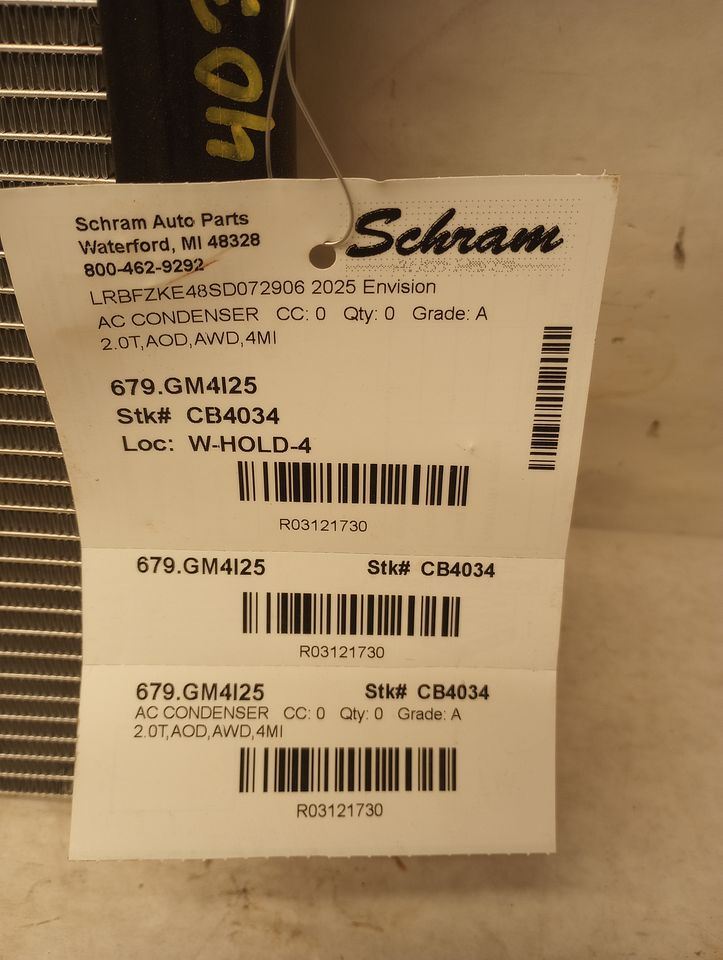 403
Schram Auto Parts
Waterford, MI 48328
800-462-9292
Schram
LRBFZKE48SD072906 2025 Envision
AC CONDENSER CC: 0 Qty: 0 Grade: A
2.0T,AOD,AWD,4MI
679.GM4I25
Stk# CB4034
Loc: W-HOLD-4
R03121730
679.GM4I25 Stk# CB4034
R03121730
679.GM4I25 Stk# CB4034
AC CONDENSER CC: 0 Qty: 0 Grade: A
2.0T,AOD,AWD,4MI
R03121730